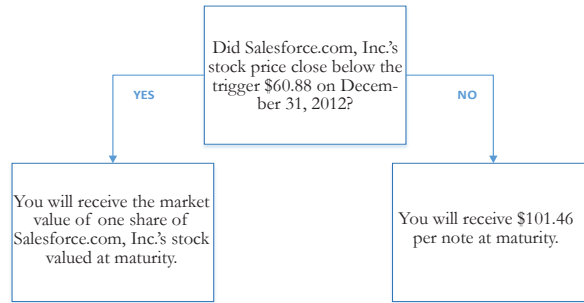 Did Salesforce.com, Inc.'s
stock price close below the
trigger $60.88 on Decem-
ber 31, 2012?
YES
NO
You will receive the market
value of one share of
Salesforce.com, Inc.'s stock
valued at maturity.
You will receive $101.46
per note at maturity.